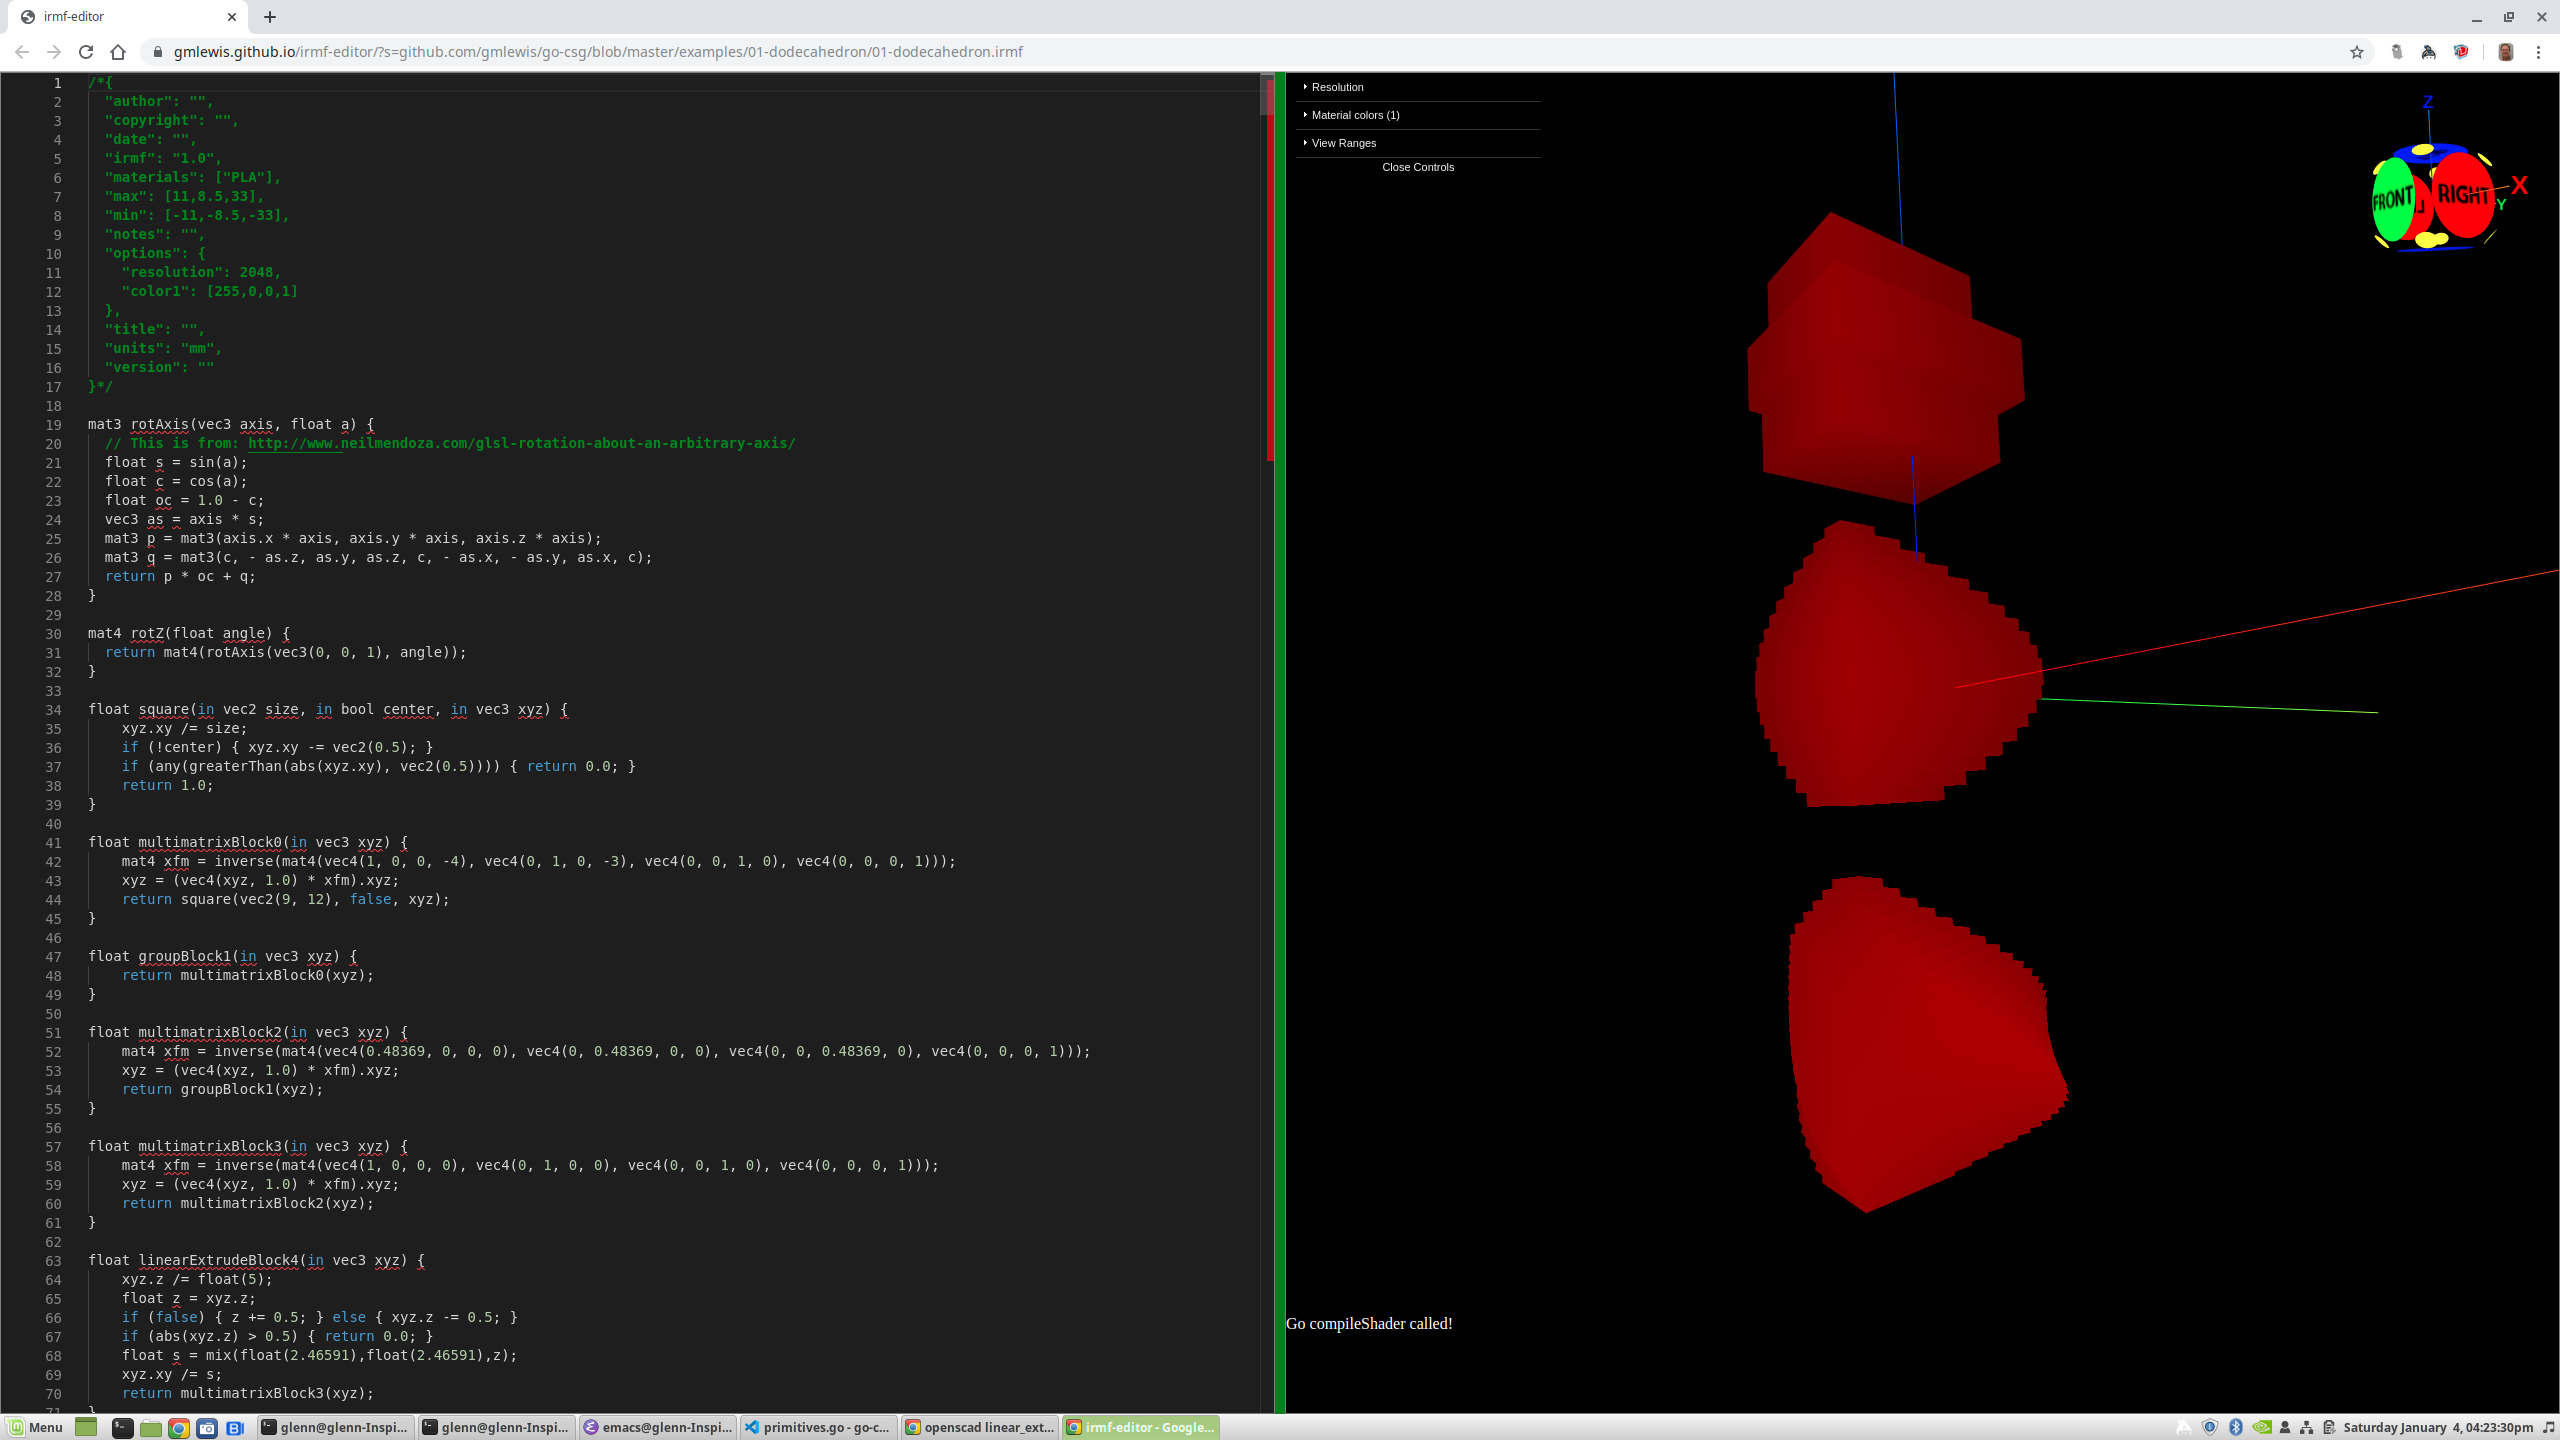 irmf-editor
gmlewis.github.io/irmf-editor/?s=github.com/gmlewis/go-csg/blob/master/examples/01-dodecahedron/01-dodecahedron.irmf
1 /*{
2 "author": "",
3 "copyright": "",
4 "date": "",
5 "irmf": "1.0",
6 "materials": ["PLA"],
7 "max": [11,8.5,33],
8 "min": [-11,-8.5,-33],
9 "notes": "",
10 "options": {
11 "resolution": 2048,
12 "color1": [255,0,0,1]
13 },
14 "title": "",
15 "units": "mm",
16 "version": ""
17 }*/
18
19 mat3 rotAxis(vec3 axis, float a) {
20 // This is from: http://www.neilmendoza.com/glsl-rotation-about-an-arbitrary-axis/
21 float s = sin(a);
22 float c = cos(a);
23 float oc = 1.0 - c;
24 vec3 as = axis * s;
25 mat3 p = mat3(axis.x * axis, axis.y * axis, axis.z * axis);
26 mat3 q = mat3(c, - as.z, as.y, as.z, c, - as.x, - as.y, as.x, c);
27 return p * oc + q;
28 }
29
30 mat4 rotZ(float angle) {
31 return mat4(rotAxis(vec3(0, 0, 1), angle));
32 }
33
34 float square(in vec2 size, in bool center, in vec3 xyz) {
35 xyz.xy /= size;
36 if (!center) { xyz.xy -= vec2(0.5); }
37 if (any(greaterThan(abs(xyz.xy), vec2(0.5)))) { return 0.0; }
38 return 1.0;
39 }
40
41 float multimatrixBlock0(in vec3 xyz) {
42 mat4 xfm = inverse(mat4(vec4(1, 0, 0, -4), vec4(0, 1, 0, -3), vec4(0, 0, 1, 0), vec4(0, 0, 0, 1)));
43 xyz = (vec4(xyz, 1.0) * xfm).xyz;
44 return square(vec2(9, 12), false, xyz);
45 }
46
47 float groupBlock1(in vec3 xyz) {
48 return multimatrixBlock0(xyz);
49 }
50
51 float multimatrixBlock2(in vec3 xyz) {
52 mat4 xfm = inverse(mat4(vec4(0.48369, 0, 0, 0), vec4(0, 0.48369, 0, 0), vec4(0, 0, 0.48369, 0), vec4(0, 0, 0, 1)));
53 xyz = (vec4(xyz, 1.0) * xfm).xyz;
54 return groupBlock1(xyz);
55 }
56
57 float multimatrixBlock3(in vec3 xyz) {
58 mat4 xfm = inverse(mat4(vec4(1, 0, 0, 0), vec4(0, 1, 0, 0), vec4(0, 0, 1, 0), vec4(0, 0, 0, 1)));
59 xyz = (vec4(xyz, 1.0) * xfm).xyz;
60 return multimatrixBlock2(xyz);
61 }
62
63 float linearExtrudeBlock4(in vec3 xyz) {
64 xyz.z /= float(5);
65 float z = xyz.z;
66 if (false) { z += 0.5; } else { xyz.z -= 0.5; }
67 if (abs(xyz.z) > 0.5) { return 0.0; }
68 float s = mix(float(2.46591),float(2.46591),z);
69 xyz.xy /= s;
70 return multimatrixBlock3(xyz);
71 }
Resolution
Material colors (1)
View Ranges
Close Controls
Z
FRONT
RIGHT
X
Y
Go compileShader called!
Menu
glenn@glenn-Inspi...
glenn@glenn-Inspi...
emacs@glenn-Inspi...
primitives.go - go-c...
openscad linear_ext...
irmf-editor - Google...
Saturday January 4, 04:23:30pm